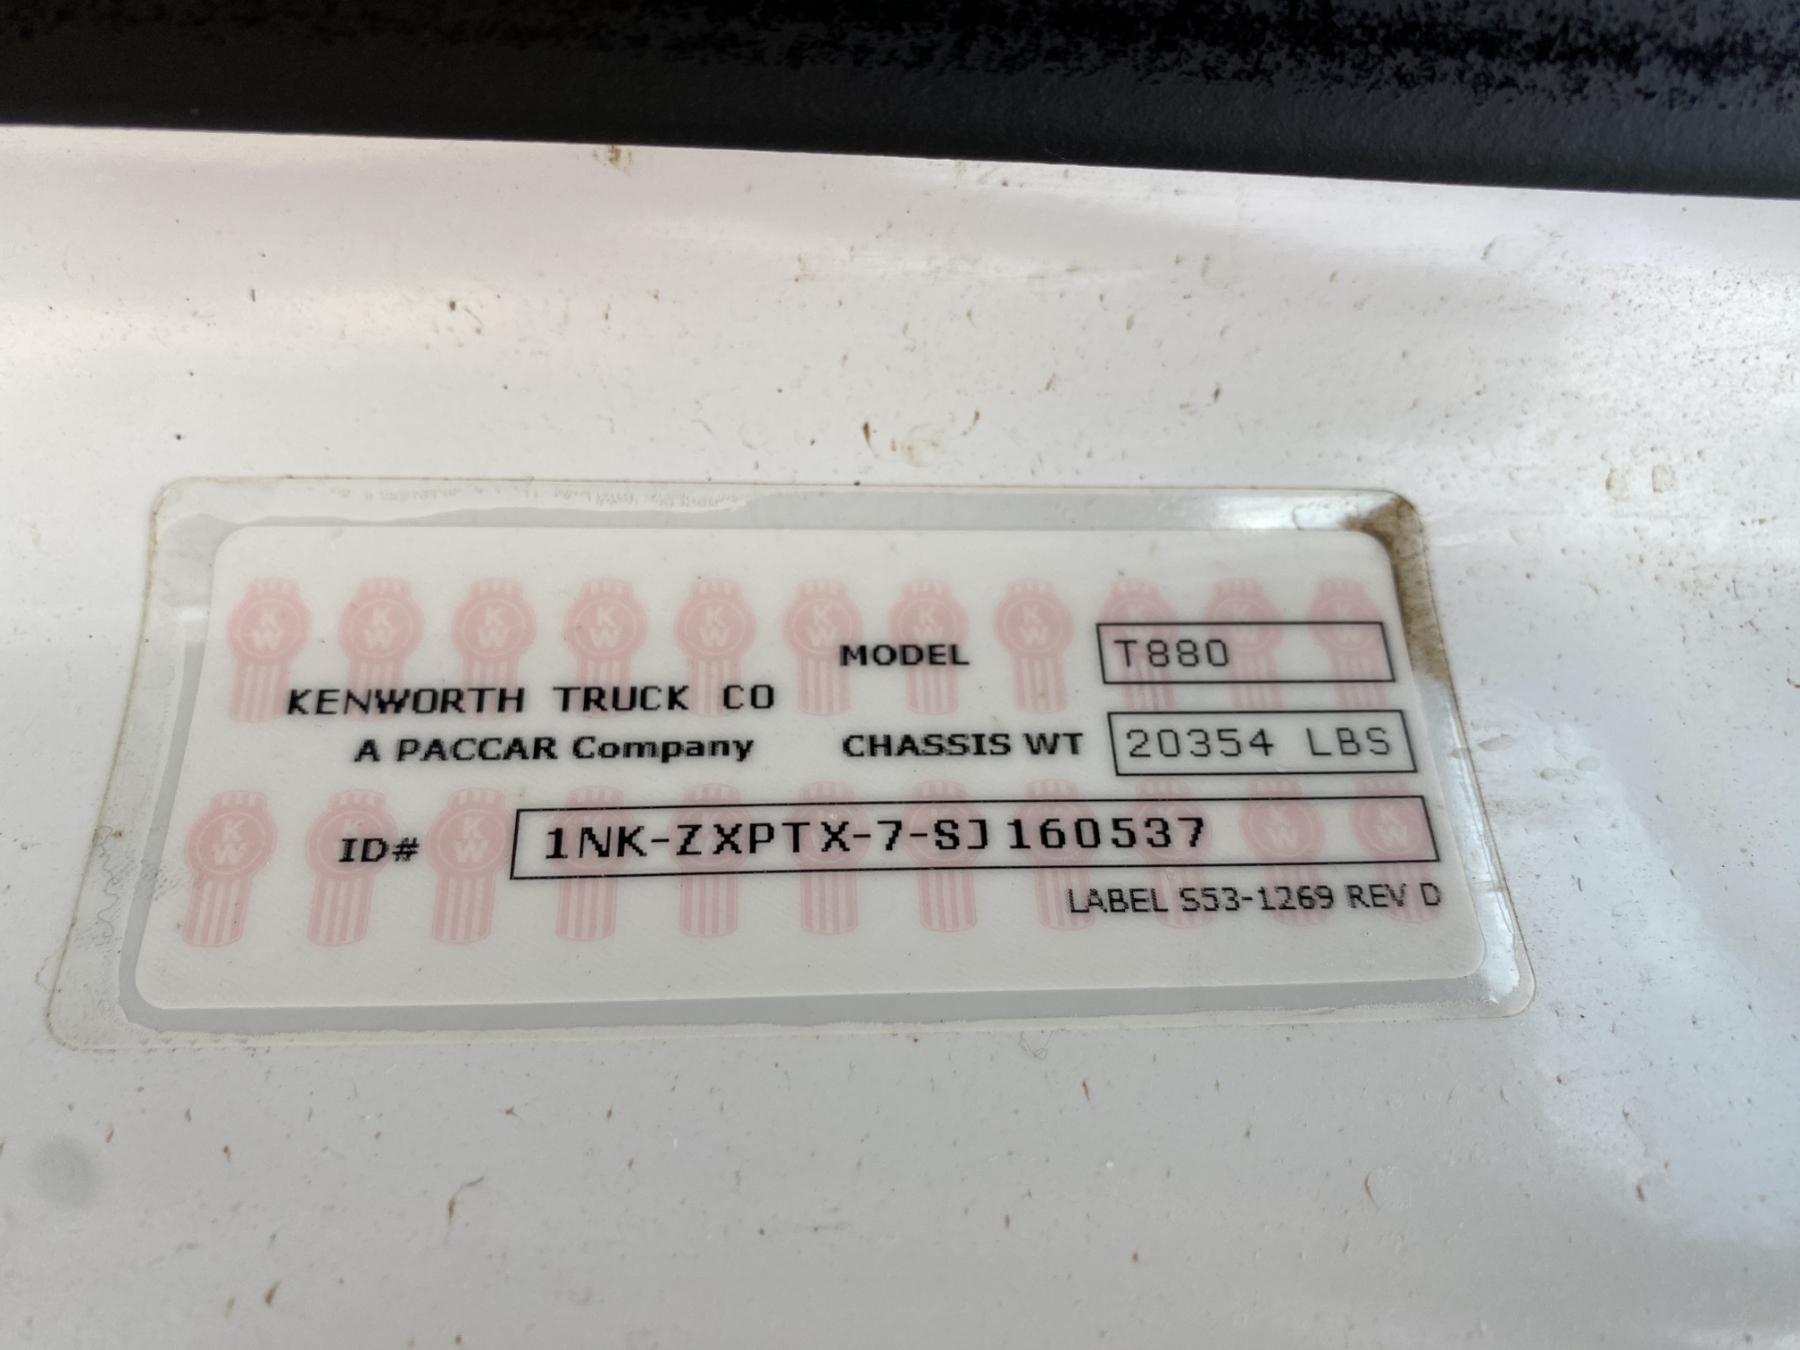 MODEL T880
KENWORTH TRUCK CO
A PACCAR Company
CHASSIS WT 20354 LBS
ID# 1NK-ZXPTX-7-SJ160537
LABEL S53-1269 REV D